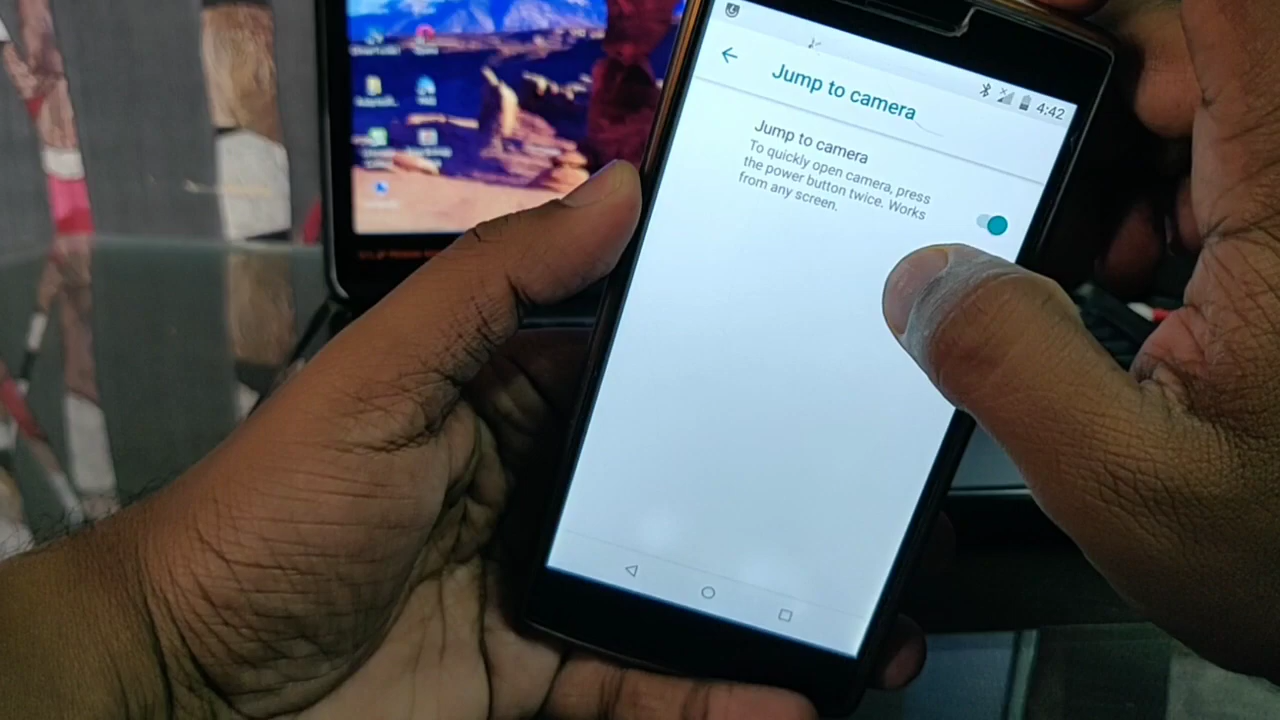 4:42
Jump to camera
Jump to camera
To quickly open camera, press
the power button twice. Works
from any screen.